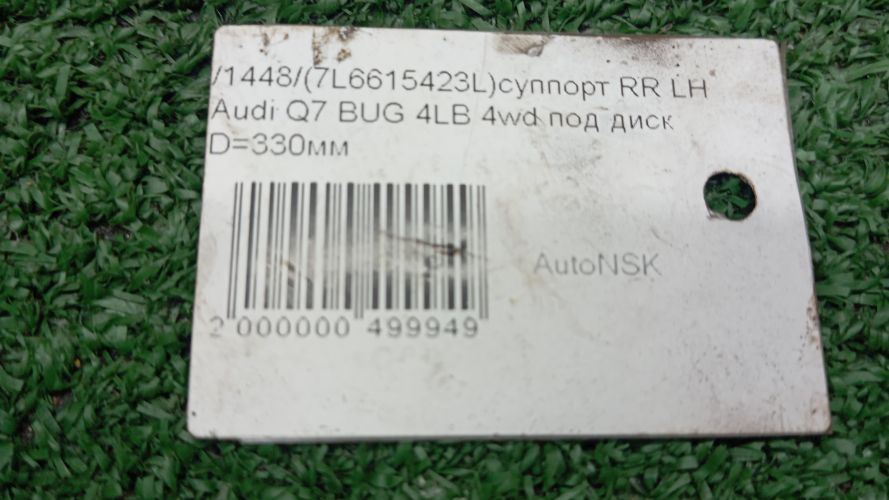 /1448/(7L6615423L)суппорт RR LH
Audi Q7 BUG 4LB 4wd под диск
D=330мм
AutoNSK
2 000000 499949